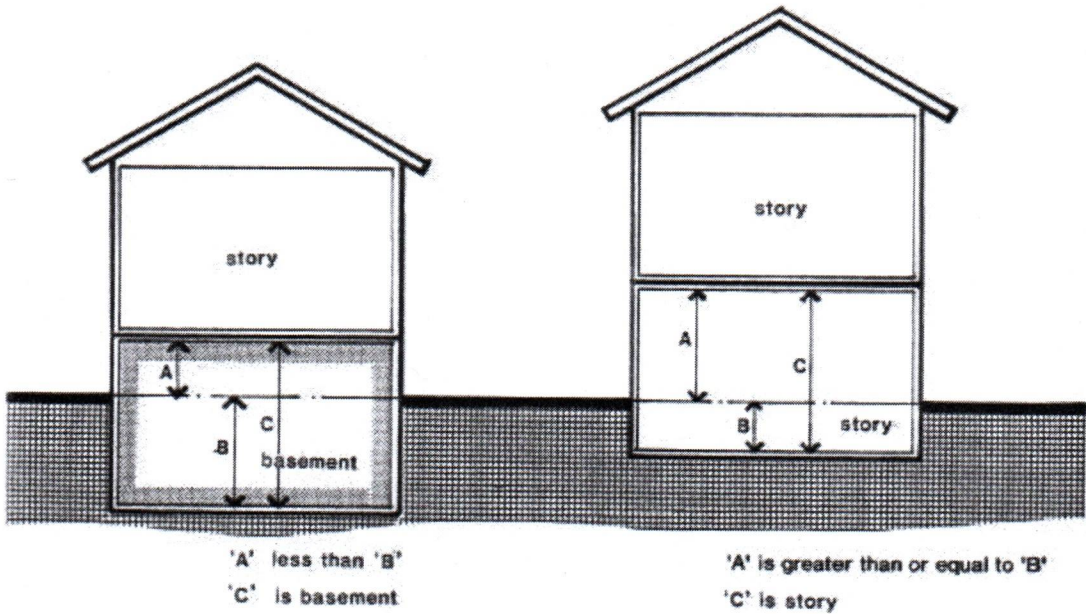 story
A
B
C
basement
'A' less than 'B'
'C' is basement
story
A
C
B
story
'A' is greater than or equal to 'B'
'C' is story